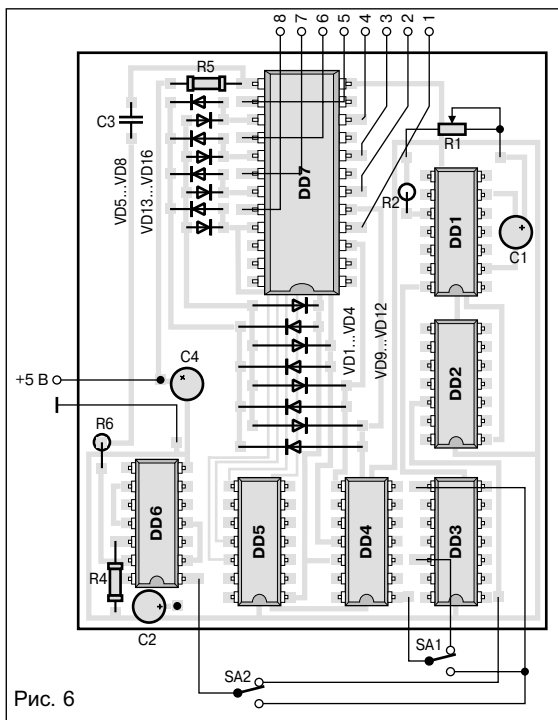 8 7 6 5 4 3 2 1
R5
C3
R1
VD5...VD8
VD13...VD16
DD7
R2
DD1
C1
VD1...VD4
VD9...VD12
DD2
C4
+5 В
R6
DD6
DD5
DD4
DD3
R4
C2
SA1
SA2
Рис. 6